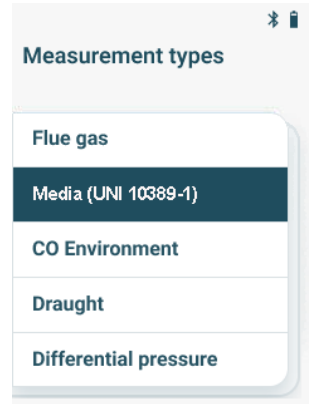 Measurement types
Flue gas
Media (UNI 10389-1)
CO Environment
Draught
Differential pressure